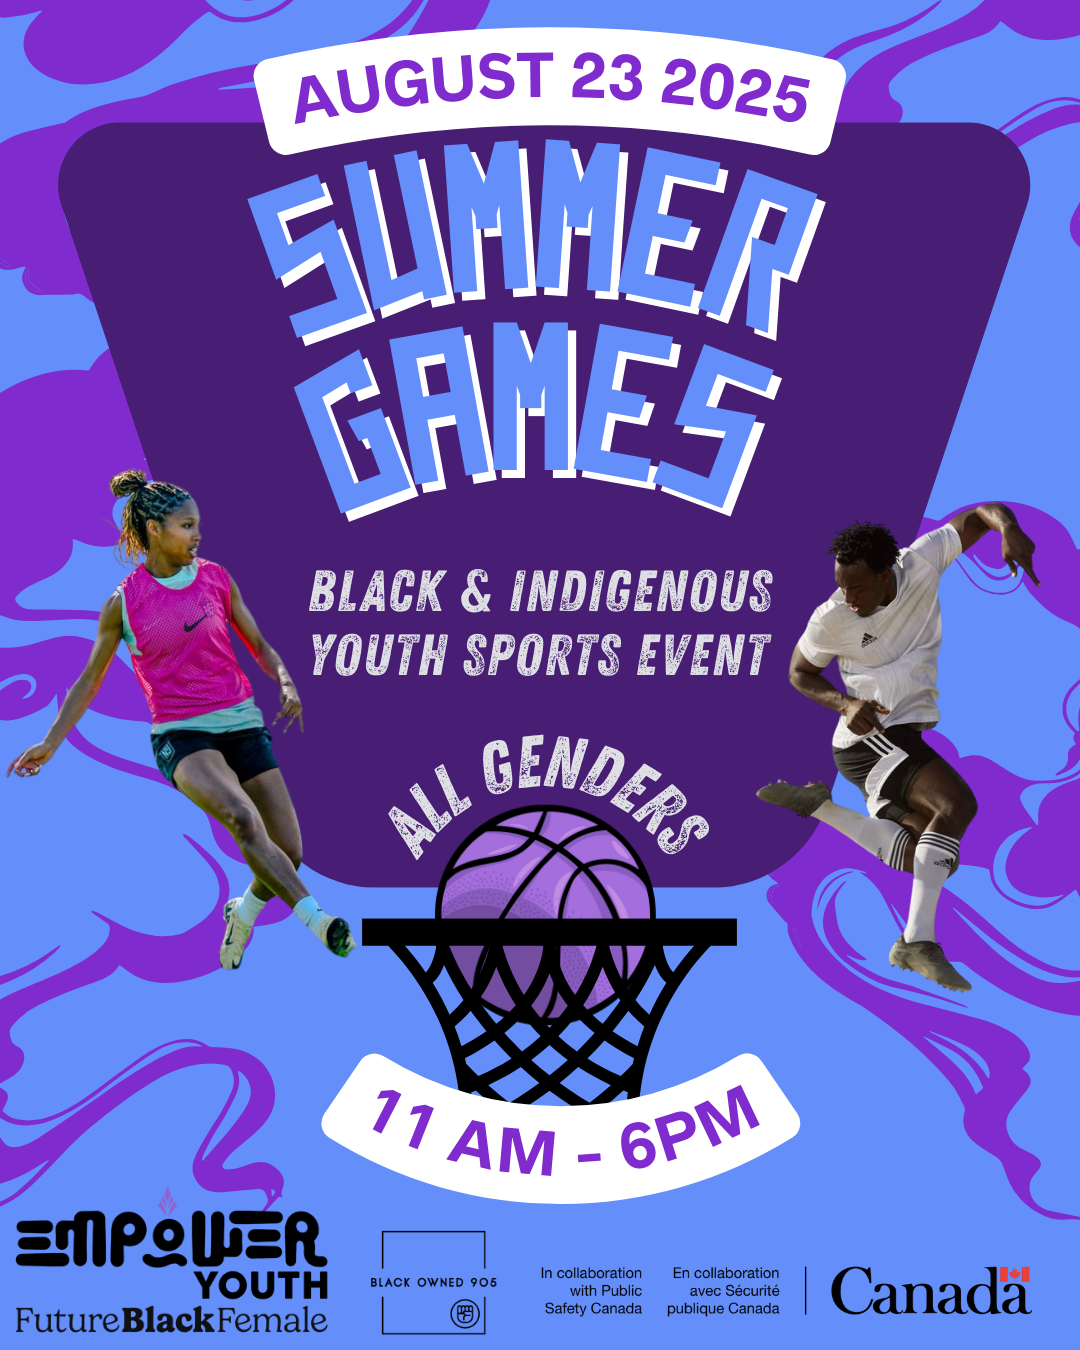 AUGUST 23 2025
SUMMER
GAMES
BLACK & INDIGENOUS
YOUTH SPORTS EVENT
ALL GENDERS
11 AM - 6PM
EMPOWER
YOUTH
FutureBlackFemale
BLACK OWNED 905
In collaboration
with Public
Safety Canada
En collaboration
avec Sécurité
publique Canada
Canada